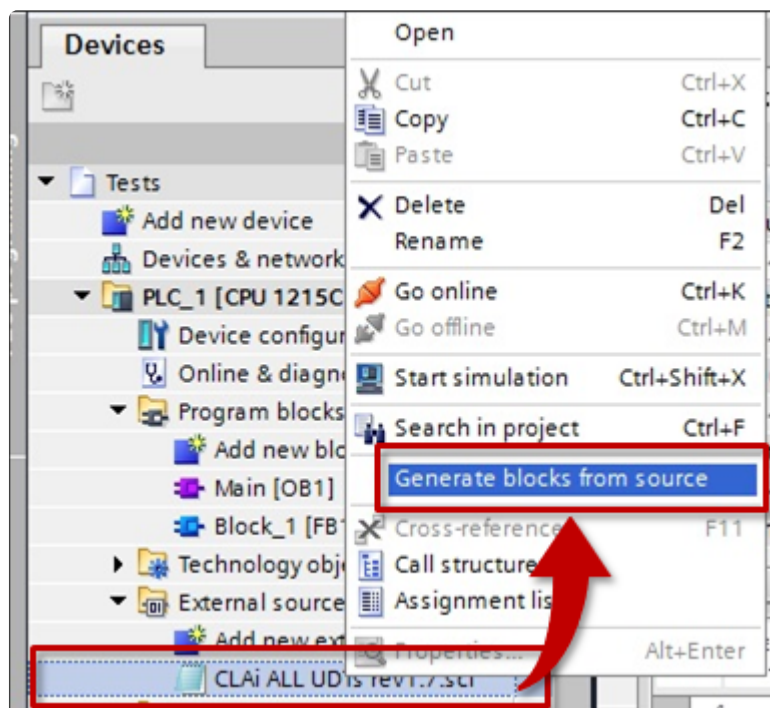 Devices
Tests
Add new device
Devices & network
PLC_1 [CPU 1215C
Device configur
Online & diagn
Program blocks
Add new blo
Main [OB1]
Block_1 [FB1
Technology obj
External source
Add new ext
CLAi ALL UDTs rev1.7.scl
Open
Cut Ctrl+X
Copy Ctrl+C
Paste Ctrl+V
Delete Del
Rename F2
Go online Ctrl+K
Go offline Ctrl+M
Start simulation Ctrl+Shift+X
Search in project Ctrl+F
Generate blocks from source
Cross-reference F11
Call structure
Assignment lis
Properties... Alt+Enter